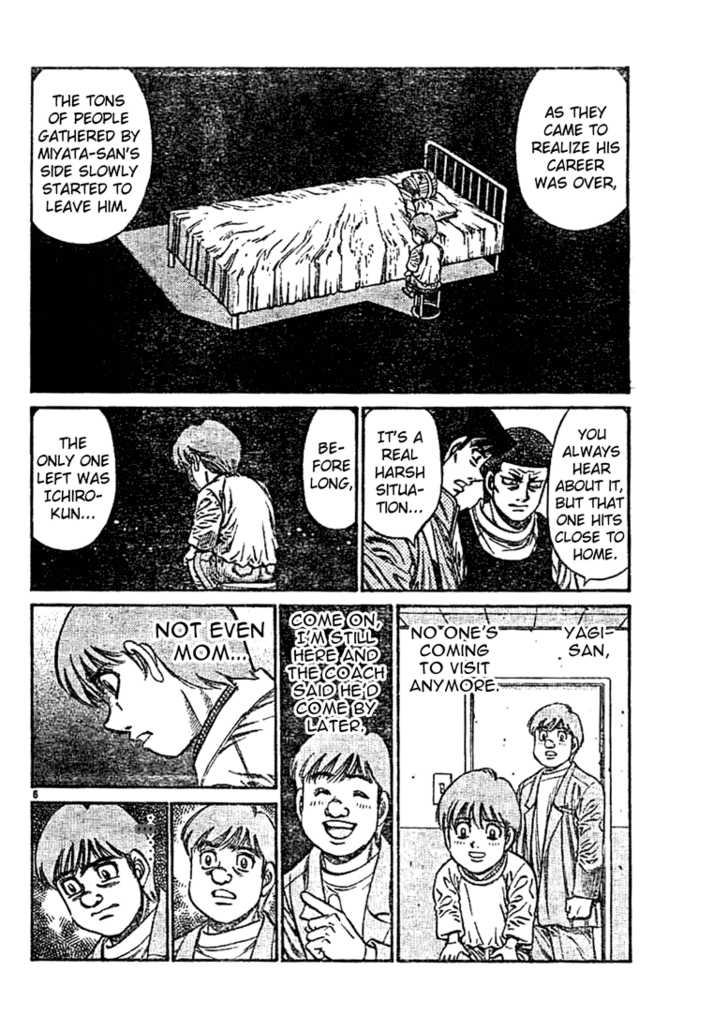 AS THEY
CAME TO
REALIZE HIS
CAREER
WAS OVER,
THE TONS
OF PEOPLE
GATHERED BY
MIYATA-SAN'S
SIDE SLOWLY
STARTED TO
LEAVE HIM.
YOU
ALWAYS
HEAR
ABOUT IT,
BUT THAT
ONE HITS
CLOSE TO
HOME.
IT'S A
REAL
HARSH
SITUA-
TION...
BE-
FORE
LONG,
THE
ONLY ONE
LEFT WAS
ICHIRO-
KUN...
YAGI-
SAN,
NO ONE'S
COMING
TO VISIT
ANYMORE.
COME ON,
I'M STILL
HERE AND
THE COACH
SAID HE'D
COME BY
LATER.
NOT EVEN
MOM...
...
6